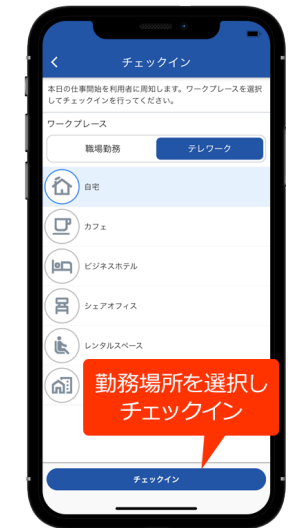 チェックイン
本日の仕事開始を利用者に周知します。ワークプレースを選択
してチェックインを行ってください。
ワークプレース
職場勤務
テレワーク
自宅
カフェ
ビジネスホテル
シェアオフィス
レンタルスペース
勤務場所を選択し
チェックイン
チェックイン